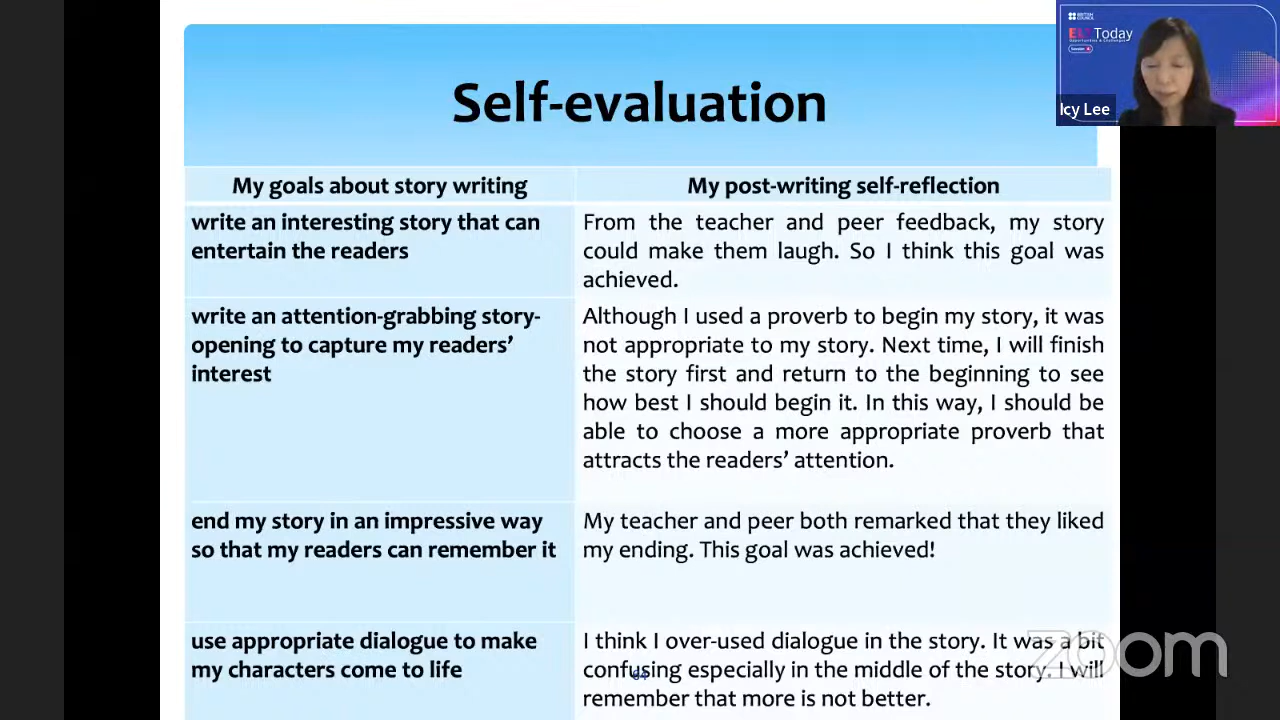 BRITISH
COUNCIL
ELT Today
Opportunities & Challenges
Icy Lee
Self-evaluation
My goals about story writing
My post-writing self-reflection
write an interesting story that can
entertain the readers
From the teacher and peer feedback, my story
could make them laugh. So I think this goal was
achieved.
write an attention-grabbing story-
opening to capture my readers’
interest
Although I used a proverb to begin my story, it was
not appropriate to my story. Next time, I will finish
the story first and return to the beginning to see
how best I should begin it. In this way, I should be
able to choose a more appropriate proverb that
attracts the readers’ attention.
end my story in an impressive way
so that my readers can remember it
My teacher and peer both remarked that they liked
my ending. This goal was achieved!
use appropriate dialogue to make
my characters come to life
I think I over-used dialogue in the story. It was a bit
confusing especially in the middle of the story. I will
remember that more is not better.
zoom